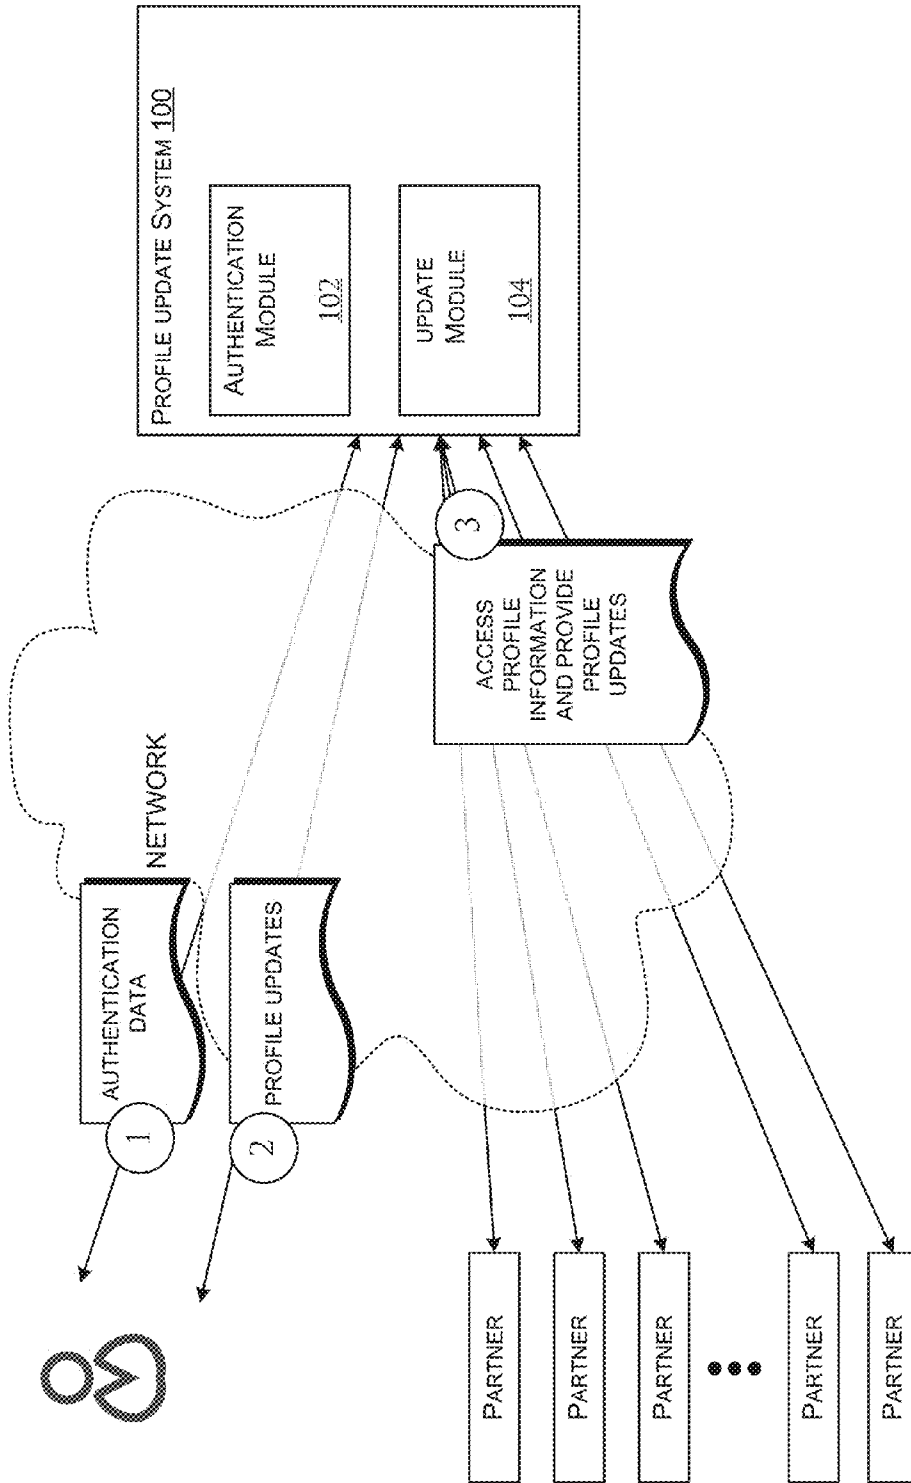 PROFILE UPDATE SYSTEM 100
AUTHENTICATION
MODULE
102
UPDATE
MODULE
104
NETWORK
AUTHENTICATION
DATA
1
PROFILE UPDATES
2
3
ACCESS
PROFILE
INFORMATION
AND PROVIDE
PROFILE
UPDATES
PARTNER
PARTNER
PARTNER
PARTNER
PARTNER